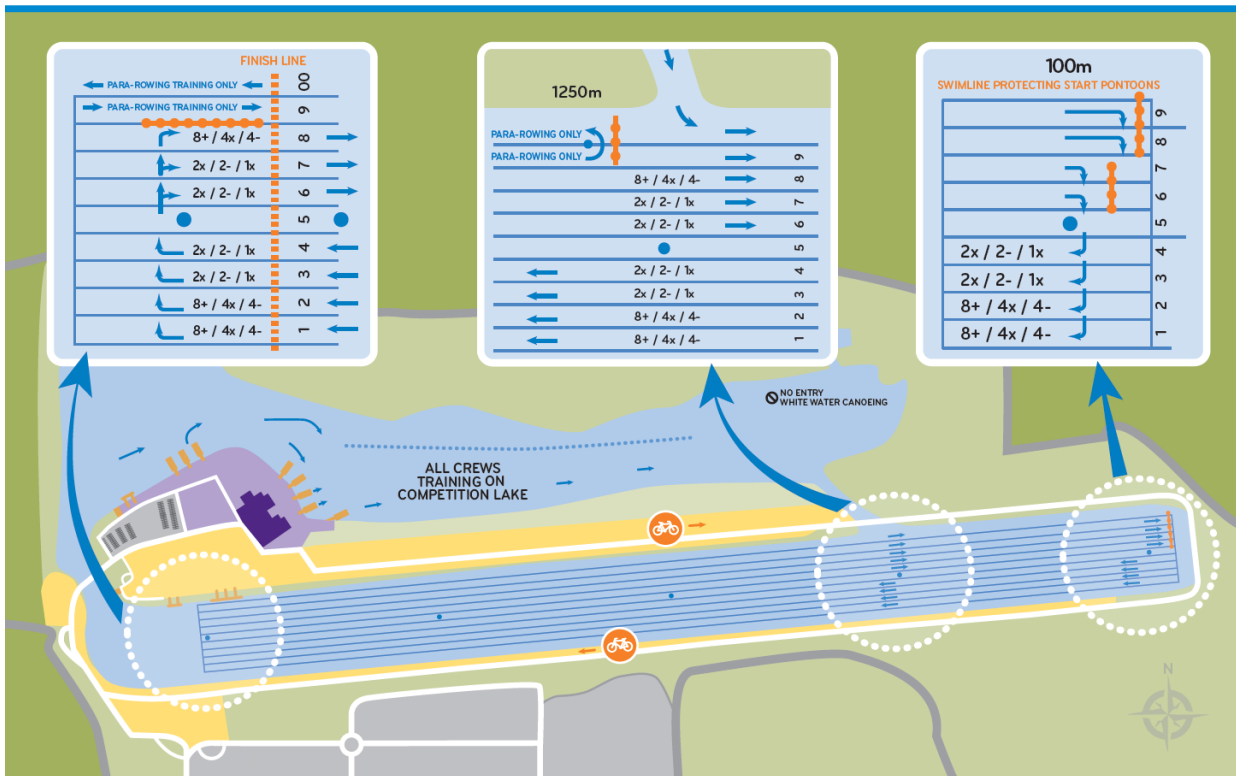 FINISH LINE
PARA-ROWING TRAINING ONLY
00
PARA-ROWING TRAINING ONLY
9
8+ / 4x / 4-
8
2x / 2- / 1x
7
2x / 2- / 1x
6
5
2x / 2- / 1x
4
2x / 2- / 1x
3
8+ / 4x / 4-
2
8+ / 4x / 4-
1
1250m
PARA-ROWING ONLY
PARA-ROWING ONLY
9
8+ / 4x / 4-
8
2x / 2- / 1x
7
2x / 2- / 1x
6
5
2x / 2- / 1x
4
2x / 2- / 1x
3
8+ / 4x / 4-
2
8+ / 4x / 4-
1
100m
SWIMLINE PROTECTING START PONTOONS
9
8
7
6
5
2x / 2- / 1x
4
2x / 2- / 1x
3
8+ / 4x / 4-
2
8+ / 4x / 4-
1
NO ENTRY
WHITE WATER CANOEING
ALL CREWS
TRAINING ON
COMPETITION LAKE
N